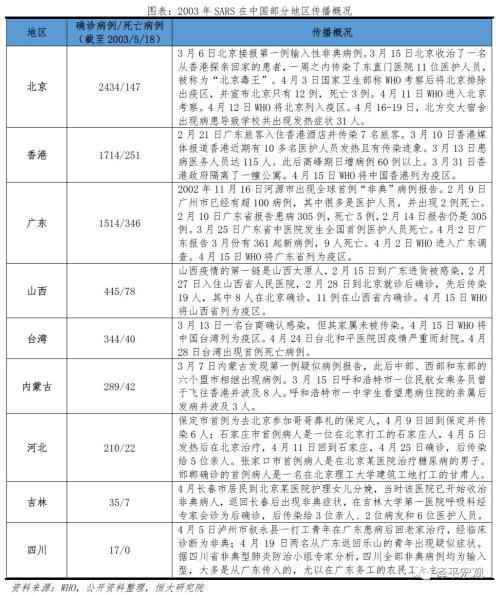 图表：2003 年 SARS 在中国部分地区传播概况
地区
确诊病例/死亡病例
（截至 2003/5/18）
传播概况
北京
2434/147
3 月 6 日北京接报第一例输入性非典病例。3 月 15 日北京收治了一名
从香港探亲回家的患者，一周之内传染了东直门医院 11 位医护人员，
被称为“北京毒王”。4 月 3 日国家卫生部称 WHO 考察后将北京排除
出疫区，并宣布北京只有 12 例，死亡 3 例。4 月 11 日 WHO 进入北京
考察。4 月 12 日 WHO 将北京列入疫区。4 月 16-19 日，北方交大宿舍
出现病患导致学校共出现发热症状 31 人。
香港
1714/251
2 月 21 日广东旅客入住香港酒店并传染 7 名旅客。3 月 10 日香港媒
体报道香港近期有 10 多名医护人员发热且有传染迹象。3 月 13 日患
病医务人员达 115 人。此后高峰期日增病例 60 例以上。3 月 31 日香
港政府隔离了一幢公寓。4 月 15 日 WHO 将中国香港列为疫区。
广东
1514/346
2002 年 11 月 16 日河源市出现全球首例“非典”病例报告。2 月 9 日
广州市已经有超 100 病例，其中很多是医护人员，并出现 2 例死亡。
2 月 10 日广东省报告患病 305 例，死亡 5 例，2 月 14 日报告仍是 305
例。3 月 25 日广东省中医院发生全国首例医护人员死亡。4 月 2 日广
东报告 3 月份有 361 起新病例，9 人死亡。4 月 2 日 WHO 进入广东调
查。4 月 15 日 WHO 将广东省列为疫区。
山西
445/78
山西疫情的第一链是山西太原人，2 月 15 日到广东进货被感染，2 月
27 日入住山西省人民医院，2 月 28 日到北京就诊后确诊，先后传染
19 人，其中 8 人在北京确诊，11 例在山西省内确诊。4 月 15 日 WHO
将山西省列为疫区。
台湾
344/40
3 月 13 日一名台商确认感染，但其家属未被传染。4 月 15 日 WHO 将
中国台湾列为疫区。4 月 24 日台北和平医院因疫情严重而封院。4 月
28 日台湾出现首例死亡病例。
内蒙古
289/42
3 月 7 日内蒙古发现第一例疑似病例报告，此后中部、西部和东部的
六个盟市相继出现病例。3 月 15 日呼和浩特市一位民航女乘务员曾
于飞往香港并波及 8 人。呼和浩特市一中学生看望患病住院的亲属后
发病并波及 3 人。
河北
210/22
保定市首例为去北京参加哥哥葬礼的保定人，4 月 9 日回到保定并传
染 6 人；石家庄市首例病人是一位在北京打工的石家庄人，4 月 5 日
发热后在北京治疗，4 月 11 日回到石家庄，4 月 25 日确诊，后传染
给 5 位亲人。张家口市首例病人是在北京某医院治疗糖尿病的男子。
邯郸确诊的首例病人是一名在北京理工大学建筑工地打工的甘肃人。
吉林
35/7
4 月长春市居民到北京某医院护理女儿分娩，当时该医院已开始收治
非典病人，返回长春后出现非典症状，在吉林大学第一医院呼吸科经
专家会诊为后确诊，后传染给 3 位亲人、2 位病友和 6 位医护人员。
四川
17/0
4 月 5 日泸州市叙永县一打工青年在广东患病后回老家治疗，经临床
诊断为非典；4 月 19 日两名从广东返回乐山的青年出现疑似症状。
据四川省非典型肺炎防治小组专家分析，四川全部非典病例均为输入
型，大多是从广东传入的，尤以在广东务工的农民工
资料来源：WHO，公开资料整理，恒大研究院
泽平宏观